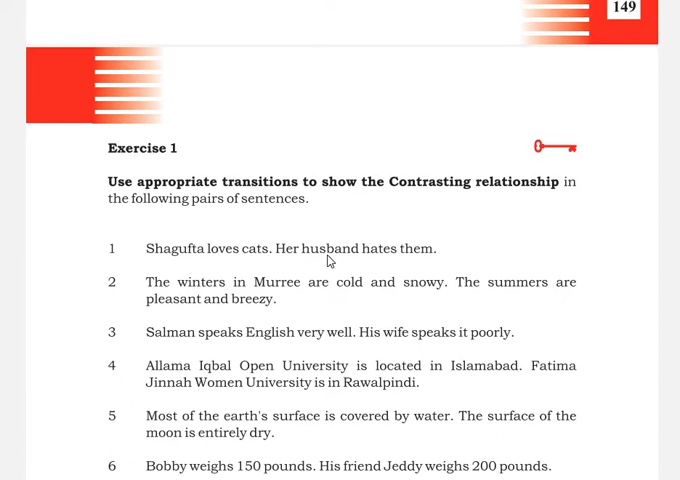 149
Exercise 1
Use appropriate transitions to show the Contrasting relationship in
the following pairs of sentences.
1 Shagufta loves cats. Her husband hates them.
2 The winters in Murree are cold and snowy. The summers are
pleasant and breezy.
3 Salman speaks English very well. His wife speaks it poorly.
4 Allama Iqbal Open University is located in Islamabad. Fatima
Jinnah Women University is in Rawalpindi.
5 Most of the earth's surface is covered by water. The surface of the
moon is entirely dry.
6 Bobby weighs 150 pounds. His friend Jeddy weighs 200 pounds.